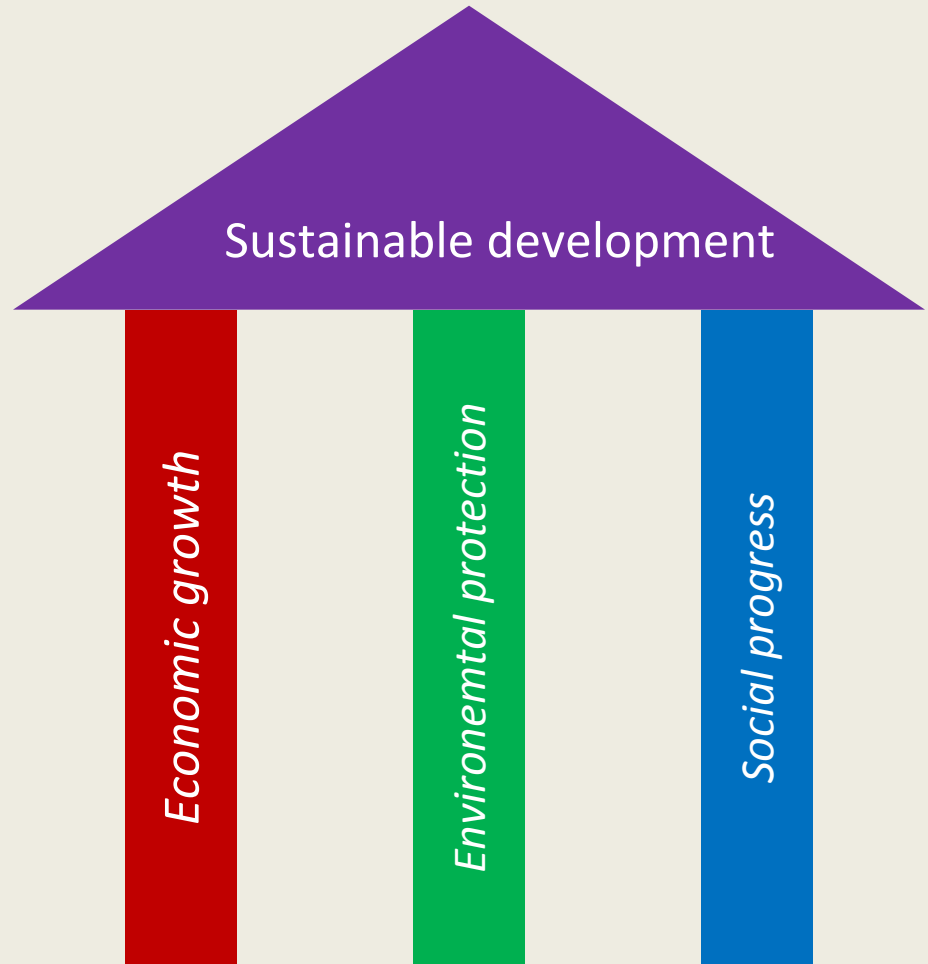 Sustainable development
Economic growth
Environemtal protection
Social progress